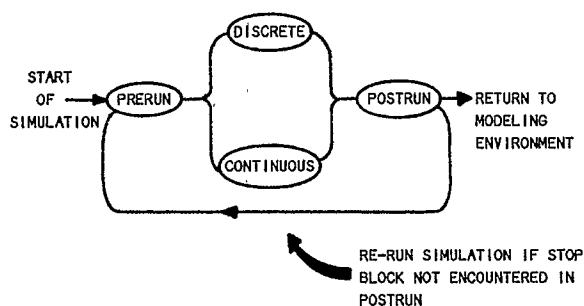 DISCRETE
START
OF
SIMULATION
PRERUN
POSTRUN
RETURN TO
MODELING
ENVIRONMENT
CONTINUOUS
RE-RUN SIMULATION IF STOP
BLOCK NOT ENCOUNTERED IN
POSTRUN